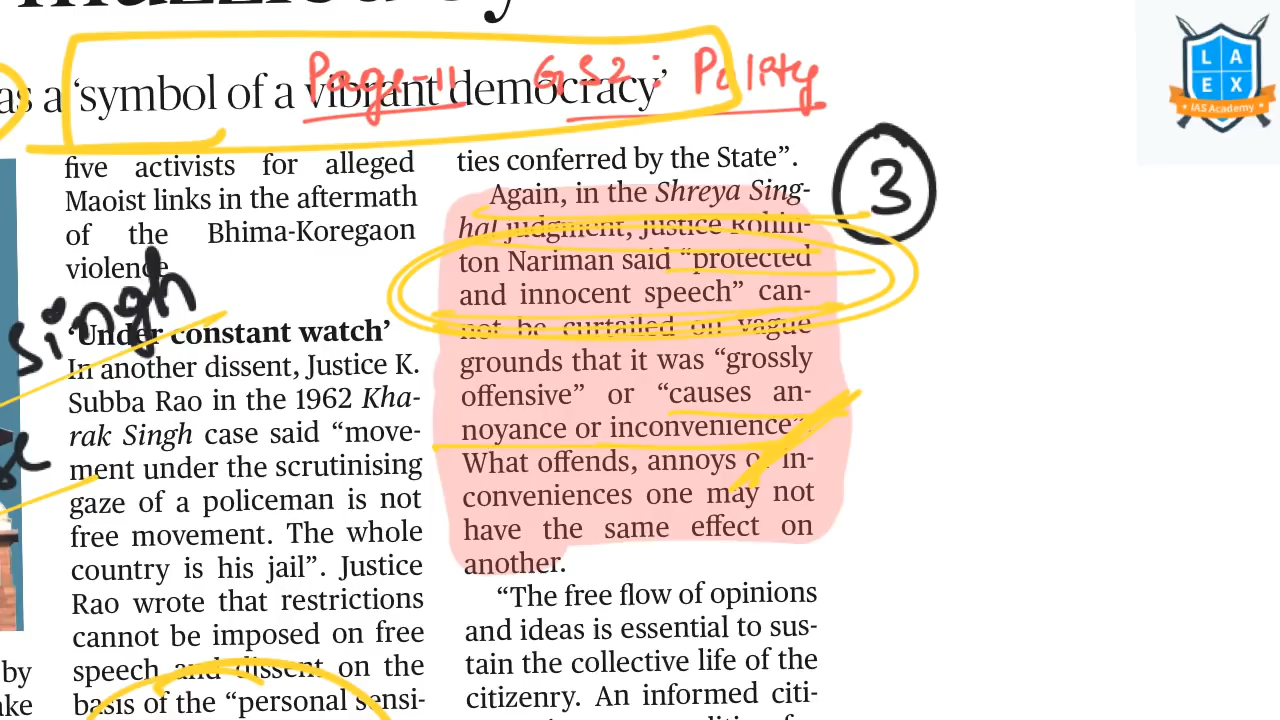 as a ‘symbol of a vibrant democracy’
Page-11 GS2: Polity
LAEX
IAS Academy
3
five activists for alleged
Maoist links in the aftermath
of the Bhima-Koregaon
violence.
Singh
‘Under constant watch’
In another dissent, Justice K.
Subba Rao in the 1962 Kha-
rak Singh case said “move-
ment under the scrutinising
gaze of a policeman is not
free movement. The whole
country is his jail”. Justice
Rao wrote that restrictions
cannot be imposed on free
speech and dissent on the
basis of the “personal sensi-
by
ties conferred by the State”.
Again, in the Shreya Sing-
hal judgment, Justice Rohin-
ton Nariman said “protected
and innocent speech” can-
not be curtailed on vague
grounds that it was “grossly
offensive” or “causes an-
noyance or inconvenience”.
What offends, annoys or in-
conveniences one may not
have the same effect on
another.
“The free flow of opinions
and ideas is essential to sus-
tain the collective life of the
citizenry. An informed citi-